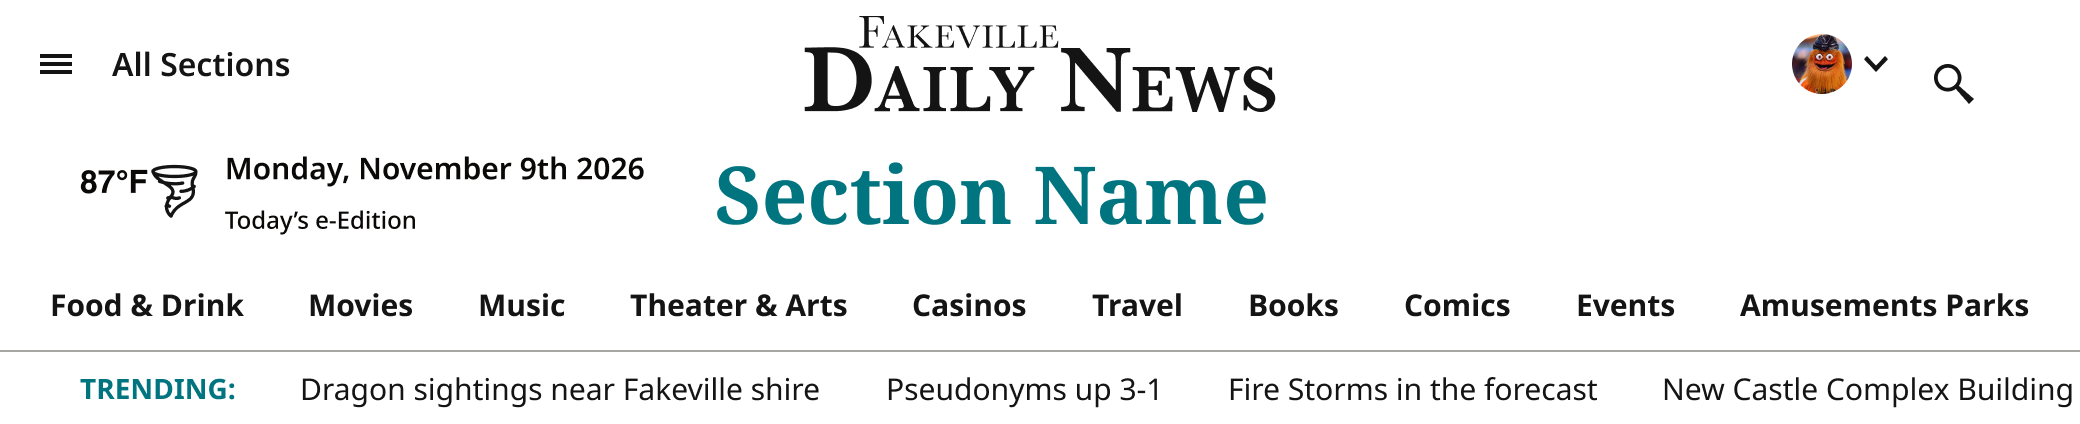 All Sections
FAKEVILLE
DAILY NEWS
87°F
Monday, November 9th 2026
Today’s e-Edition
Section Name
Food & Drink Movies Music Theater & Arts Casinos Travel Books Comics Events Amusements Parks
TRENDING: Dragon sightings near Fakeville shire Pseudonyms up 3-1 Fire Storms in the forecast New Castle Complex Building